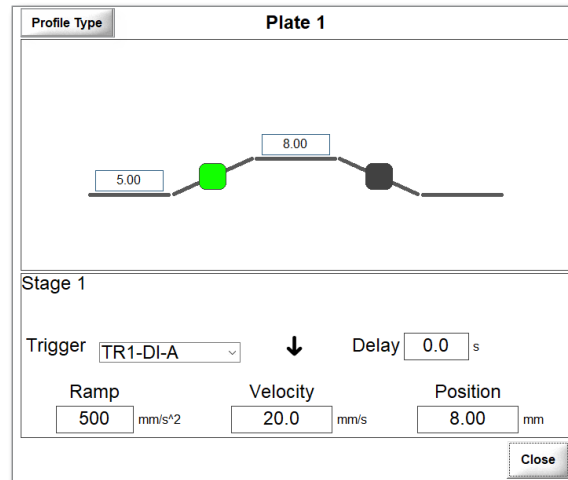 Profile Type
Plate 1
8.00
5.00
Stage 1
Trigger TR1-DI-A Delay 0.0 s
Ramp Velocity Position
500 mm/s^2 20.0 mm/s 8.00 mm
Close